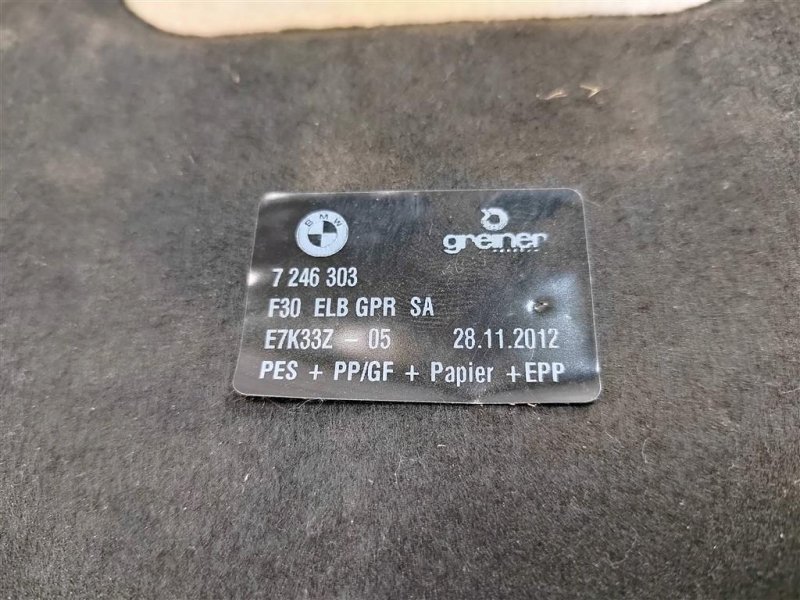 BMW
greiner
7 246 303
F30 ELB GPR SA
E7K33Z - 05 28.11.2012
PES + PP/GF + Papier + EPP